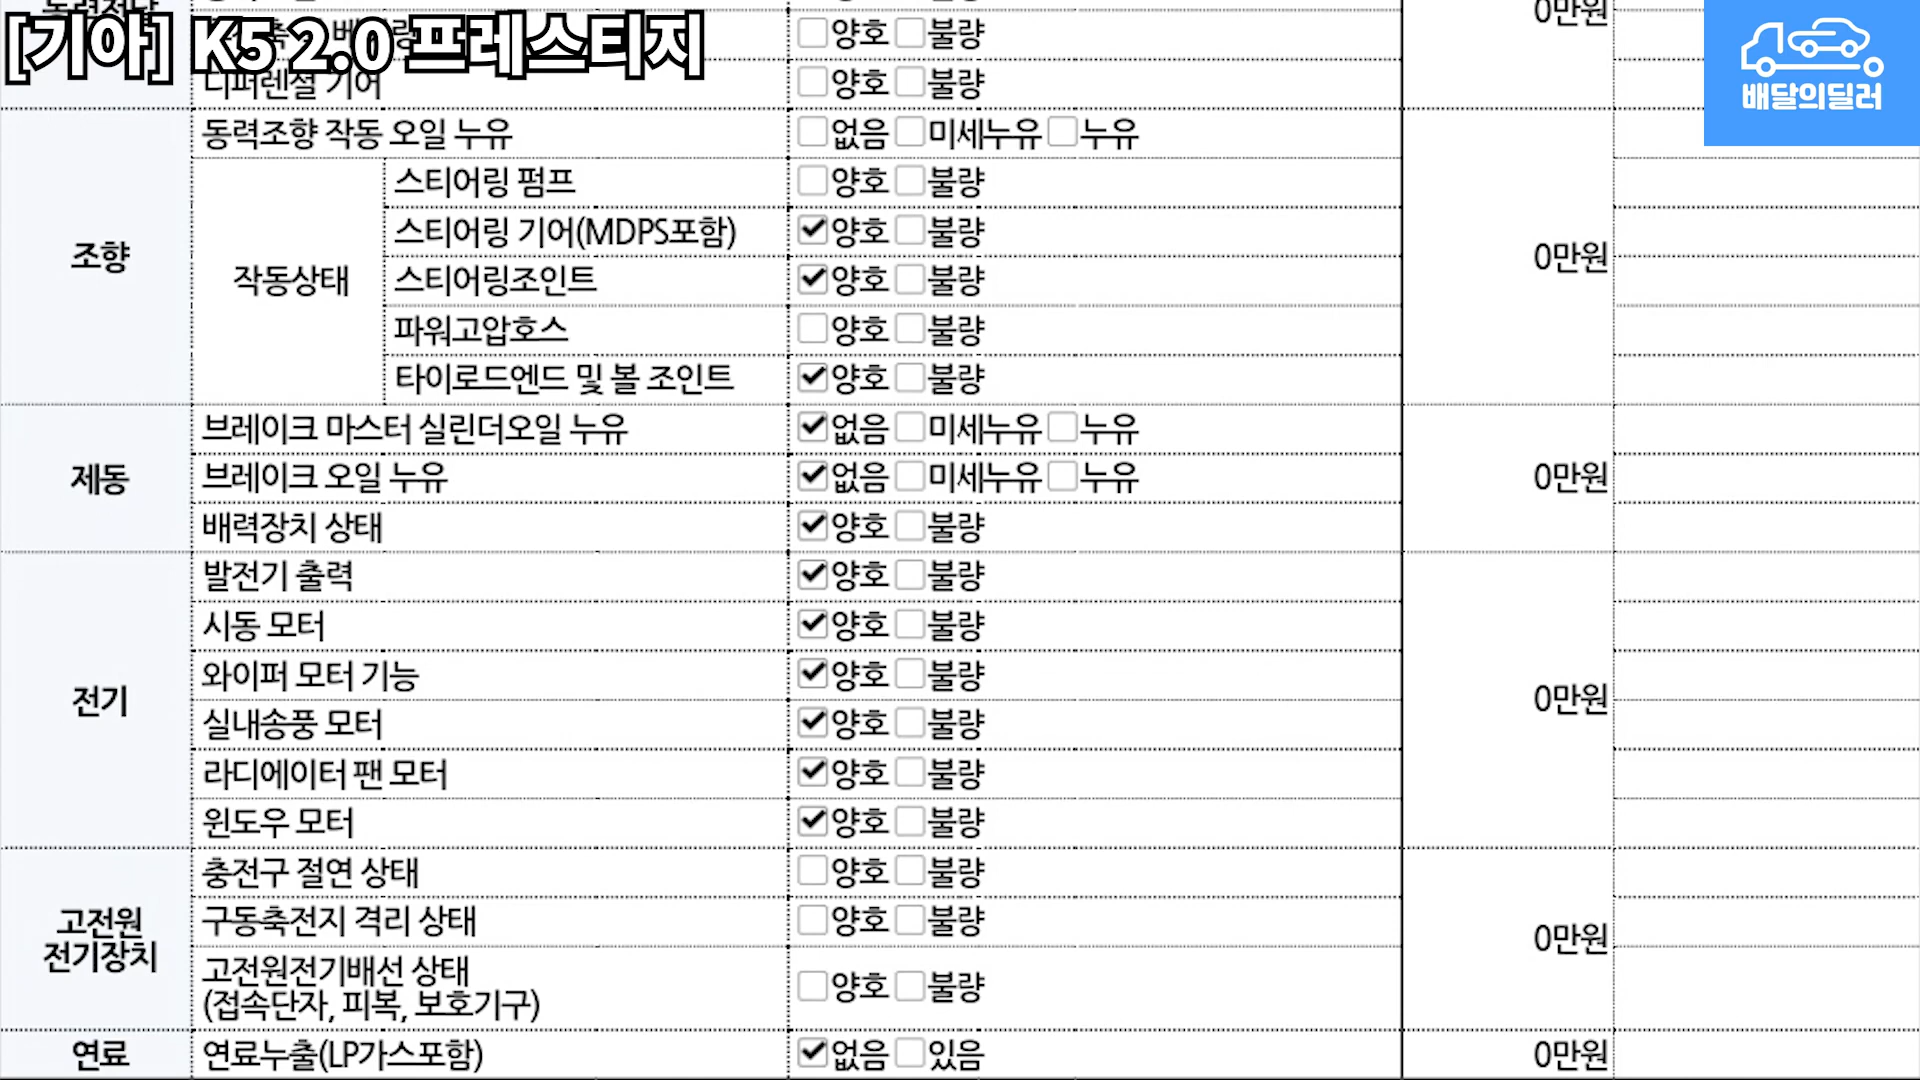 [기아] K5 2.0 프레스티지
배달의딜러
0만원
양호 불량
디퍼렌셜 기어 양호 불량
조향
동력조향 작동 오일 누유 없음 미세누유 누유
작동상태
스티어링 펌프 양호 불량
스티어링 기어(MDPS포함) 양호 불량
스티어링조인트 양호 불량
파워고압호스 양호 불량
타이로드엔드 및 볼 조인트 양호 불량
0만원
제동
브레이크 마스터 실린더오일 누유 없음 미세누유 누유
브레이크 오일 누유 없음 미세누유 누유
배력장치 상태 양호 불량
0만원
전기
발전기 출력 양호 불량
시동 모터 양호 불량
와이퍼 모터 기능 양호 불량
실내송풍 모터 양호 불량
라디에이터 팬 모터 양호 불량
윈도우 모터 양호 불량
0만원
고전원
전기장치
충전구 절연 상태 양호 불량
구동축전지 격리 상태 양호 불량
고전원전기배선 상태
(접속단자, 피복, 보호기구) 양호 불량
0만원
연료 연료누출(LP가스포함) 없음 있음 0만원